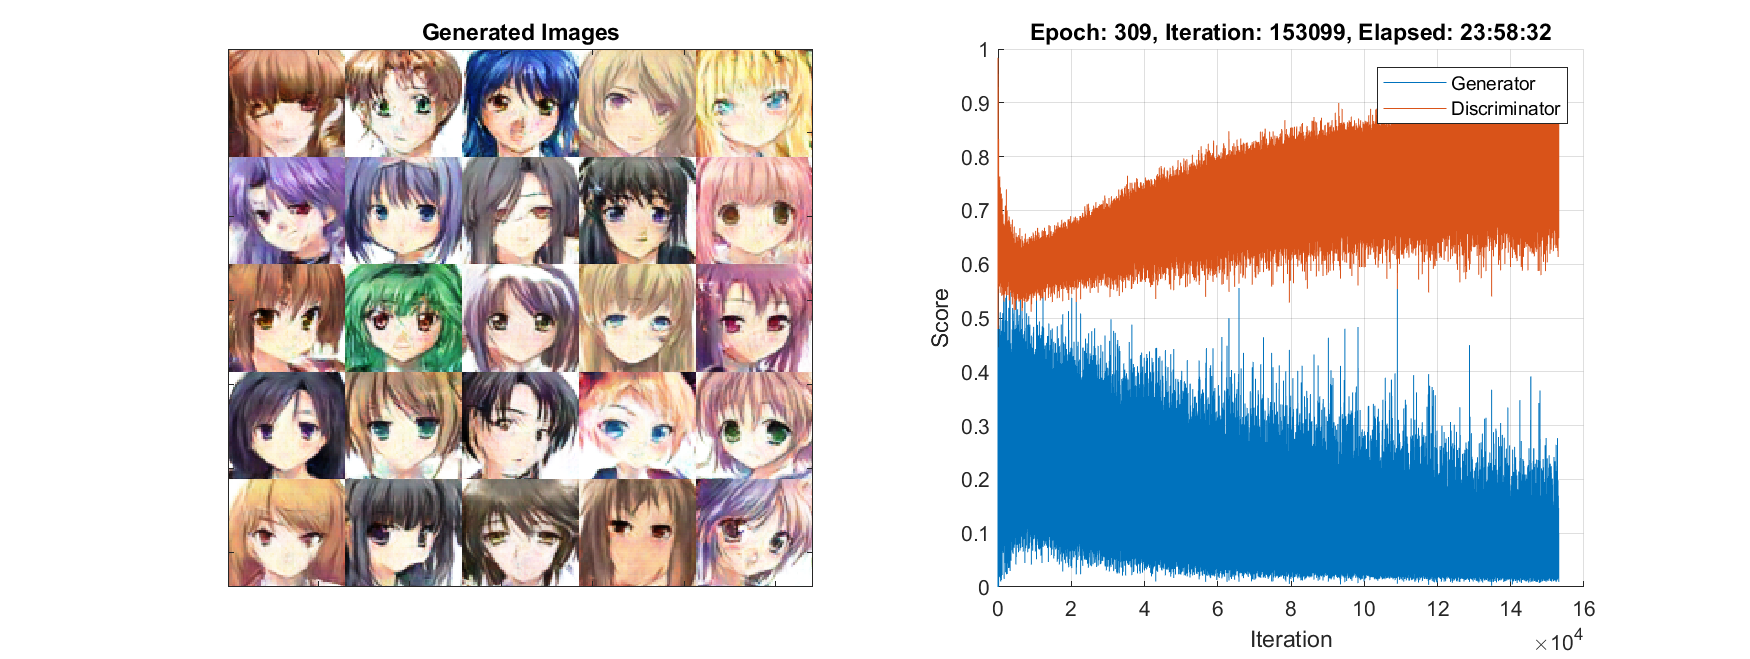 Generated Images
Epoch: 309, Iteration: 153099, Elapsed: 23:58:32
Generator
Discriminator
Score
1
0.9
0.8
0.7
0.6
0.5
0.4
0.3
0.2
0.1
0
0 2 4 6 8 10 12 14 16
Iteration
×10⁴